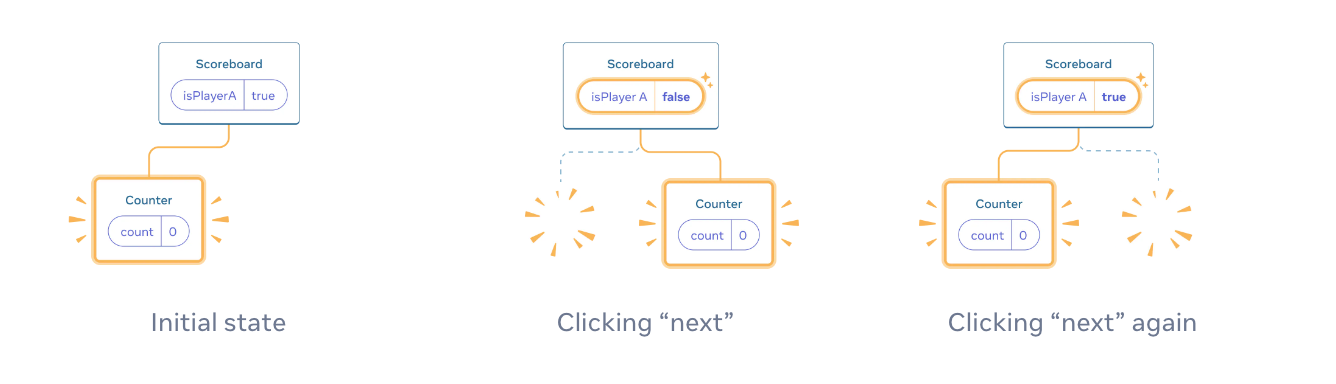 Scoreboard
isPlayerA true
Counter
count 0
Initial state
Scoreboard
isPlayer A false
Counter
count 0
Clicking “next”
Scoreboard
isPlayer A true
Counter
count 0
Clicking “next” again